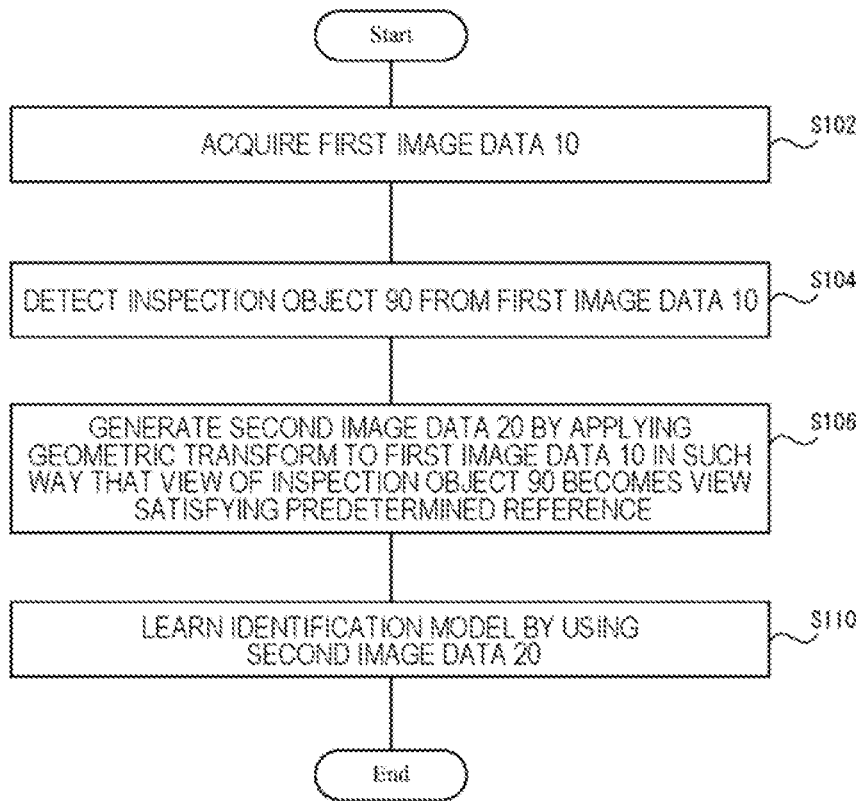 Start
ACQUIRE FIRST IMAGE DATA 10
S102
DETECT INSPECTION OBJECT 90 FROM FIRST IMAGE DATA 10
S104
GENERATE SECOND IMAGE DATA 20 BY APPLYING
GEOMETRIC TRANSFORM TO FIRST IMAGE DATA 10 IN SUCH
WAY THAT VIEW OF INSPECTION OBJECT 90 BECOMES VIEW
SATISFYING PREDETERMINED REFERENCE
S106
LEARN IDENTIFICATION MODEL BY USING
SECOND IMAGE DATA 20
S110
End